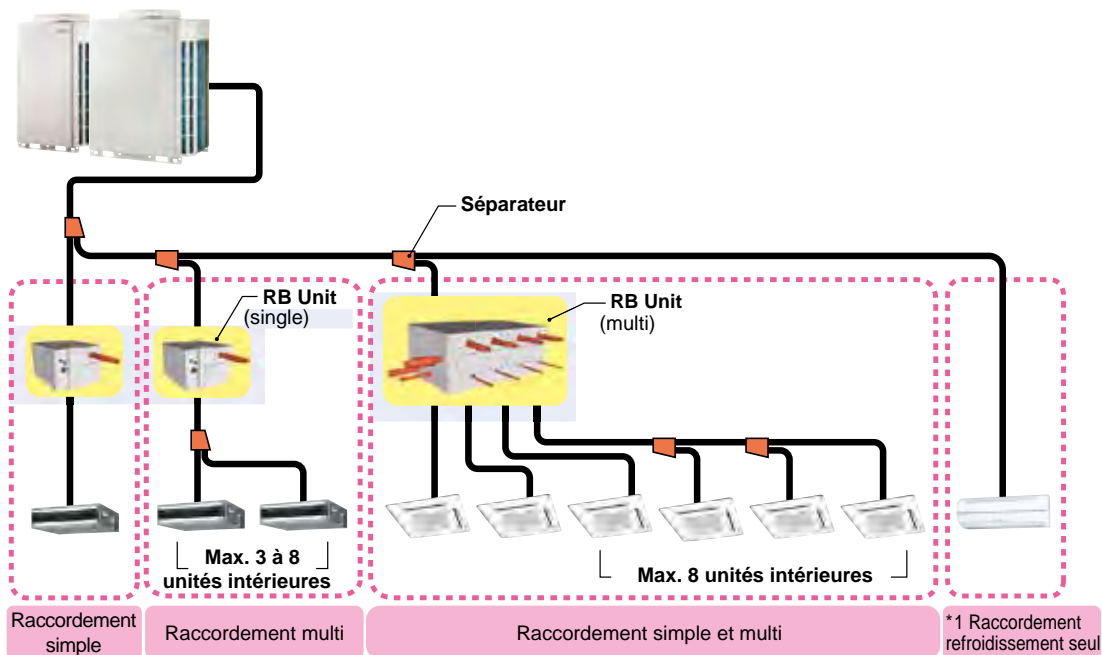 Séparateur
RB Unit
(single)
RB Unit
(multi)
Max. 3 à 8
unités intérieures
Max. 8 unités intérieures
Raccordement
simple
Raccordement multi
Raccordement simple et multi
*1 Raccordement
refroidissement seul